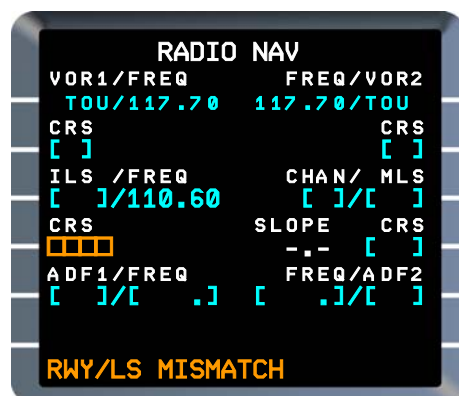 RADIO NAV
VOR1/FREQ FREQ/VOR2
TOU/117.70 117.70/TOU
CRS CRS
[ ] [ ]
ILS /FREQ CHAN/ MLS
[ ]/110.60 [ ]/[ ]
CRS SLOPE CRS
□□□□ -.- [ ]
ADF1/FREQ FREQ/ADF2
[ ]/[ .] [ .]/[ ]
RWY/LS MISMATCH